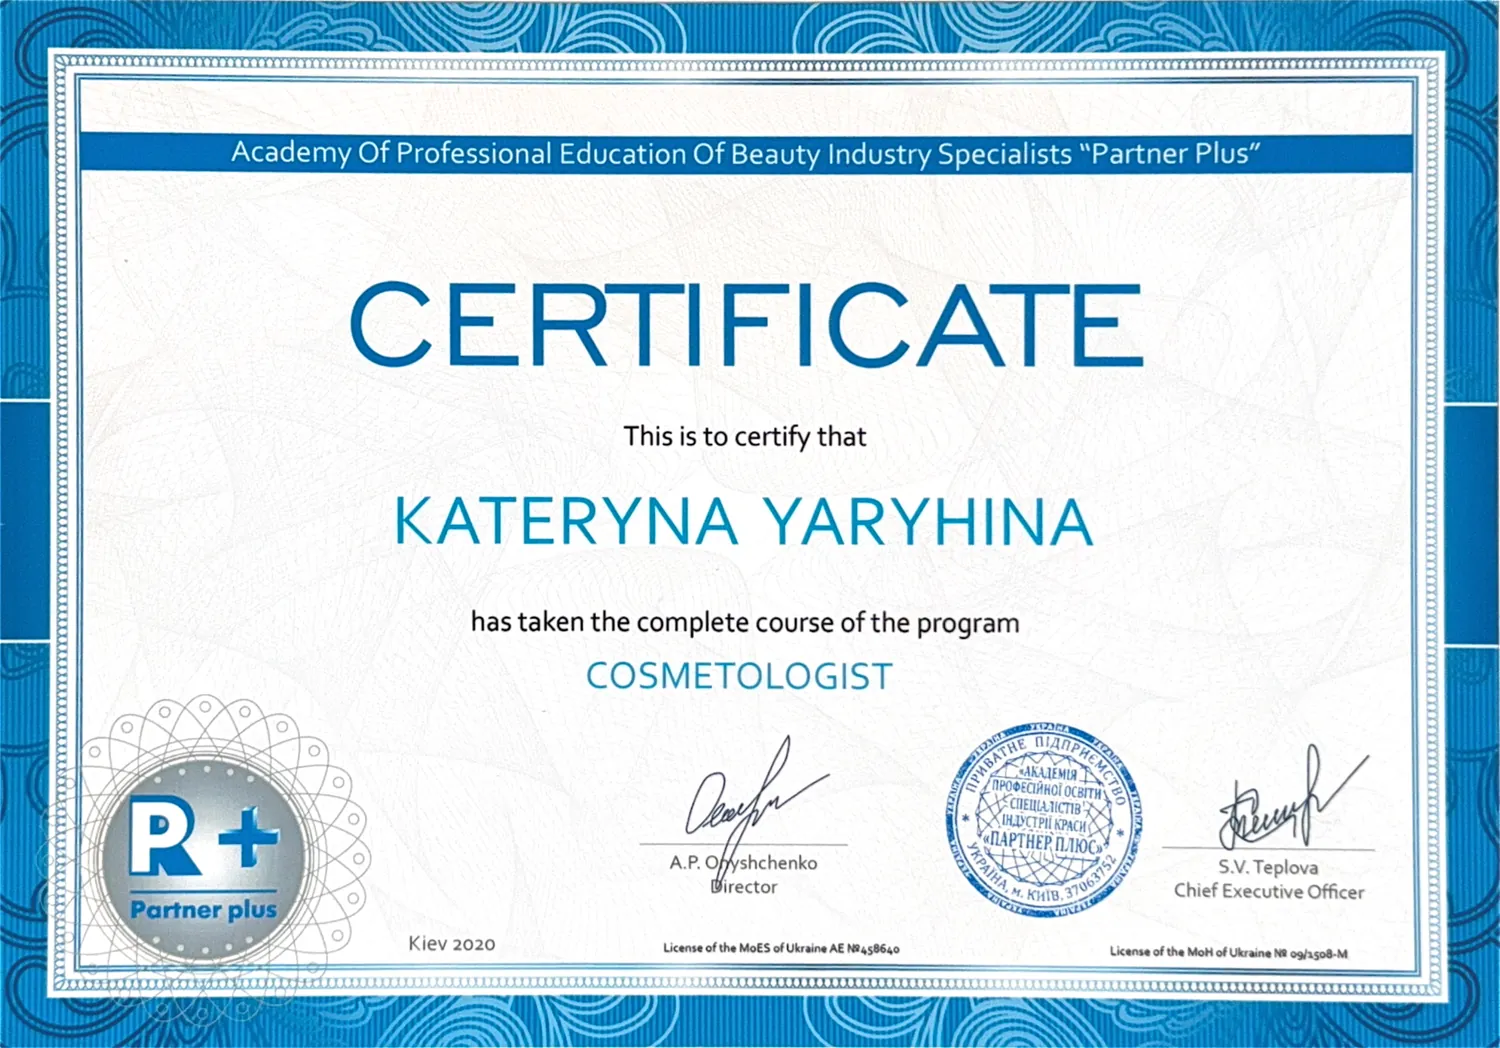 Academy Of Professional Education Of Beauty Industry Specialists “Partner Plus”
CERTIFICATE
This is to certify that
KATERYNA YARYHINA
has taken the complete course of the program
COSMETOLOGIST
R+
Partner plus
Kiev 2020
A.P. Onyshchenko
Director
License of the MoES of Ukraine AE №458640
УКРАЇНА
ПРИВАТНЕ ПІДПРИЄМСТВО
«АКАДЕМІЯ
ПРОФЕСІЙНОЇ ОСВІТИ
СПЕЦІАЛІСТІВ
ІНДУСТРІЇ КРАСИ
«ПАРТНЕР ПЛЮС»
УКРАЇНА, м. КИЇВ, 37063752
S.V. Teplova
Chief Executive Officer
License of the MoH of Ukraine № 09/1508-M